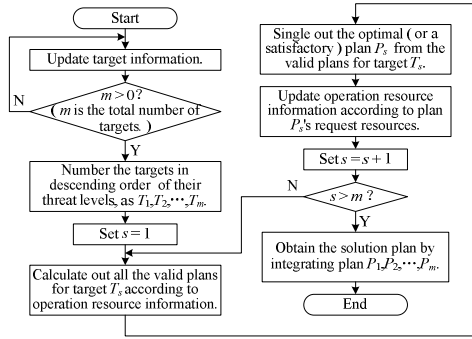 Start
Update target information.
m>0?
( m is the total number of
targets. )
N
Y
Number the targets in
descending order of their
threat levels, as T1,T2,⋯,Tm.
Set s=1
Calculate out all the valid plans
for target Ts according to
operation resource information.
Single out the optimal ( or a
satisfactory ) plan Ps from the
valid plans for target Ts.
Update operation resource
information according to plan
Ps's request resources.
Set s=s+1
N
s>m ?
Y
Obtain the solution plan by
integrating plan P1,P2,⋯,Pm.
End